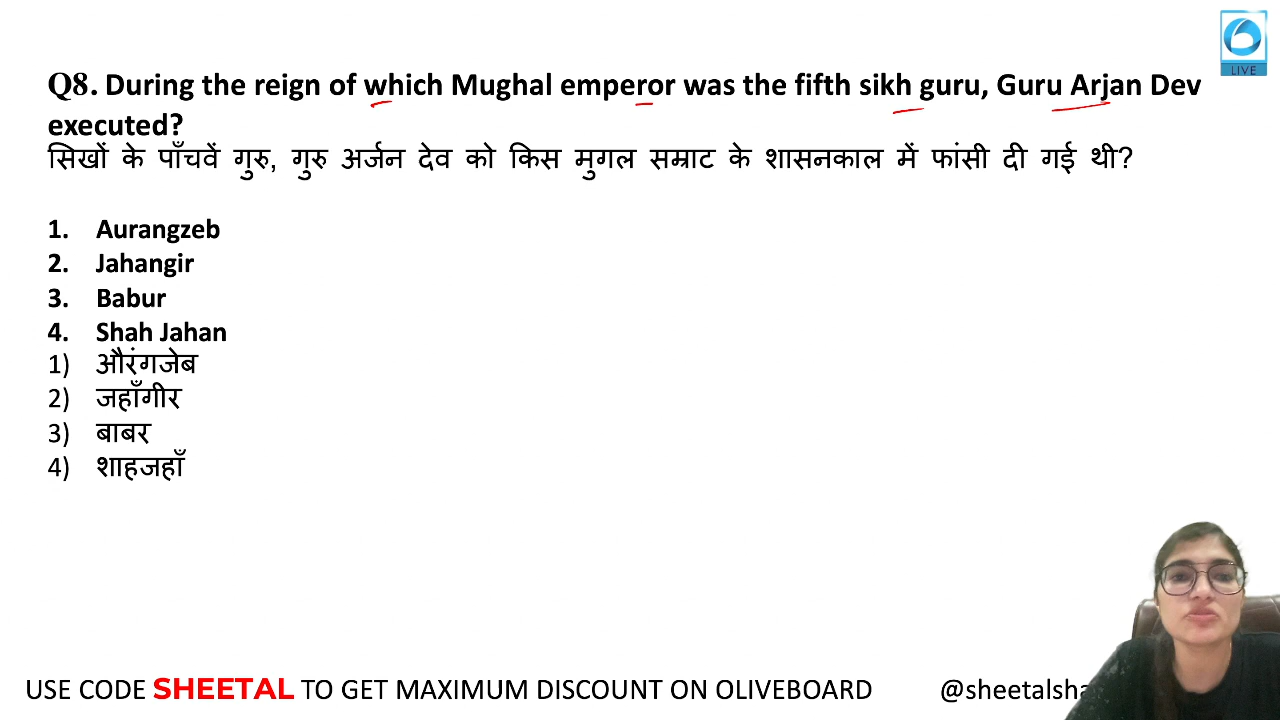 LIVE
Q8. During the reign of which Mughal emperor was the fifth sikh guru, Guru Arjan Dev
executed?
सिखों के पाँचवें गुरु, गुरु अर्जन देव को किस मुगल सम्राट के शासनकाल में फांसी दी गई थी?
1. Aurangzeb
2. Jahangir
3. Babur
4. Shah Jahan
1) औरंगजेब
2) जहाँगीर
3) बाबर
4) शाहजहाँ
USE CODE SHEETAL TO GET MAXIMUM DISCOUNT ON OLIVEBOARD